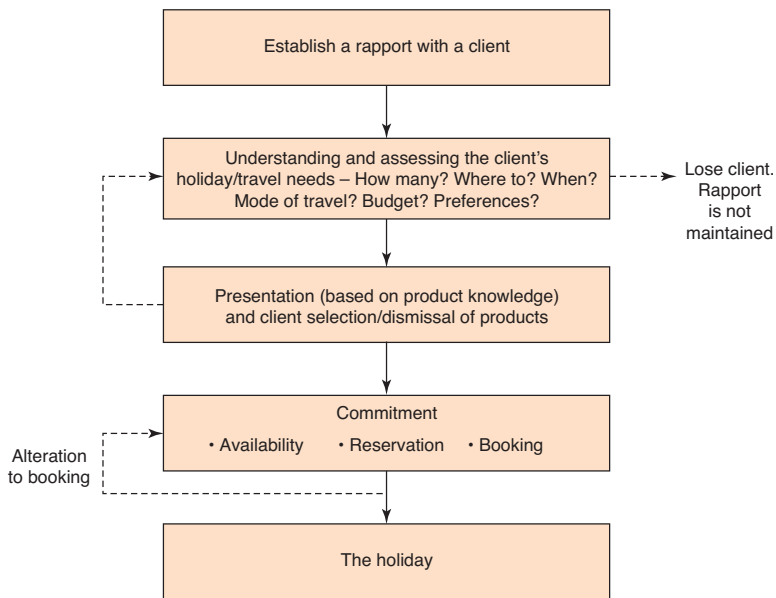 Establish a rapport with a client
Understanding and assessing the client’s
holiday/travel needs – How many? Where to? When?
Mode of travel? Budget? Preferences?
Lose client.
Rapport
is not
maintained
Presentation (based on product knowledge)
and client selection/dismissal of products
Commitment
• Availability • Reservation • Booking
Alteration
to booking
The holiday